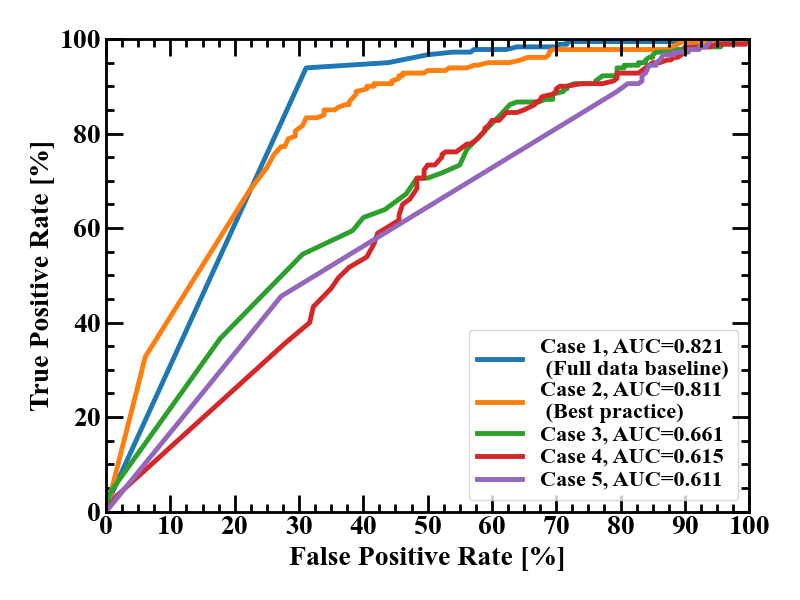 100
80
60
40
20
0
True Positive Rate [%]
Case 1, AUC=0.821
(Full data baseline)
Case 2, AUC=0.811
(Best practice)
Case 3, AUC=0.661
Case 4, AUC=0.615
Case 5, AUC=0.611
0 10 20 30 40 50 60 70 80 90 100
False Positive Rate [%]